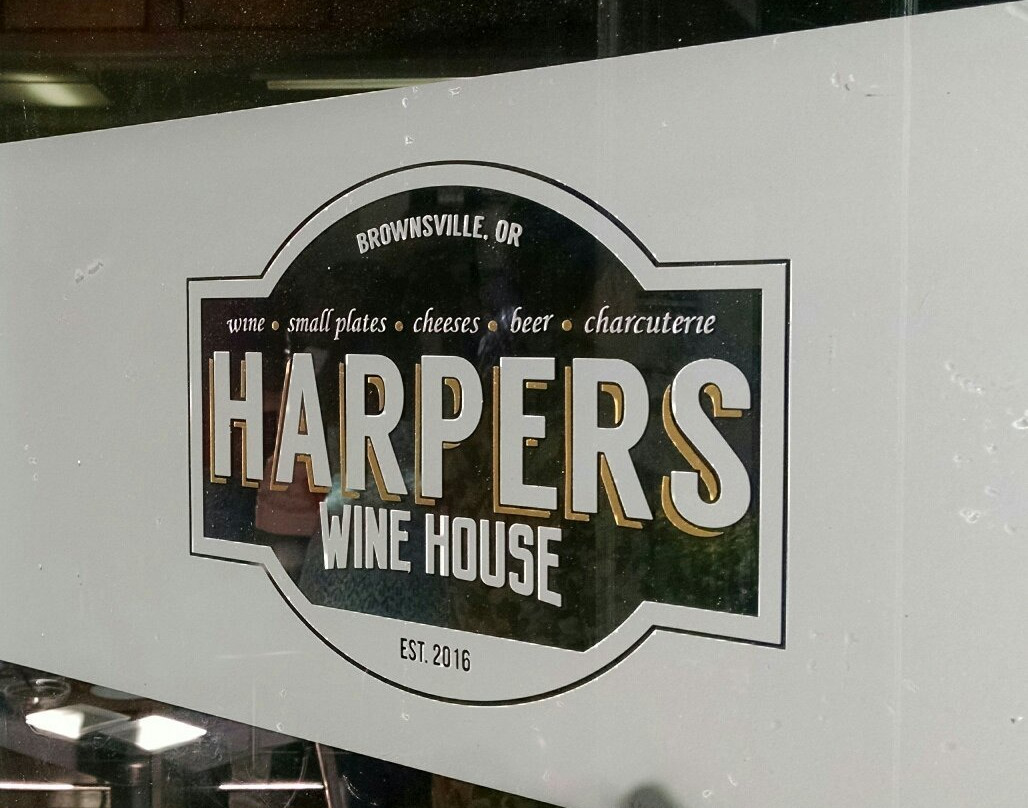 BROWNSVILLE, OR
wine • small plates • cheeses • beer • charcuterie
HARPERS
WINE HOUSE
EST. 2016